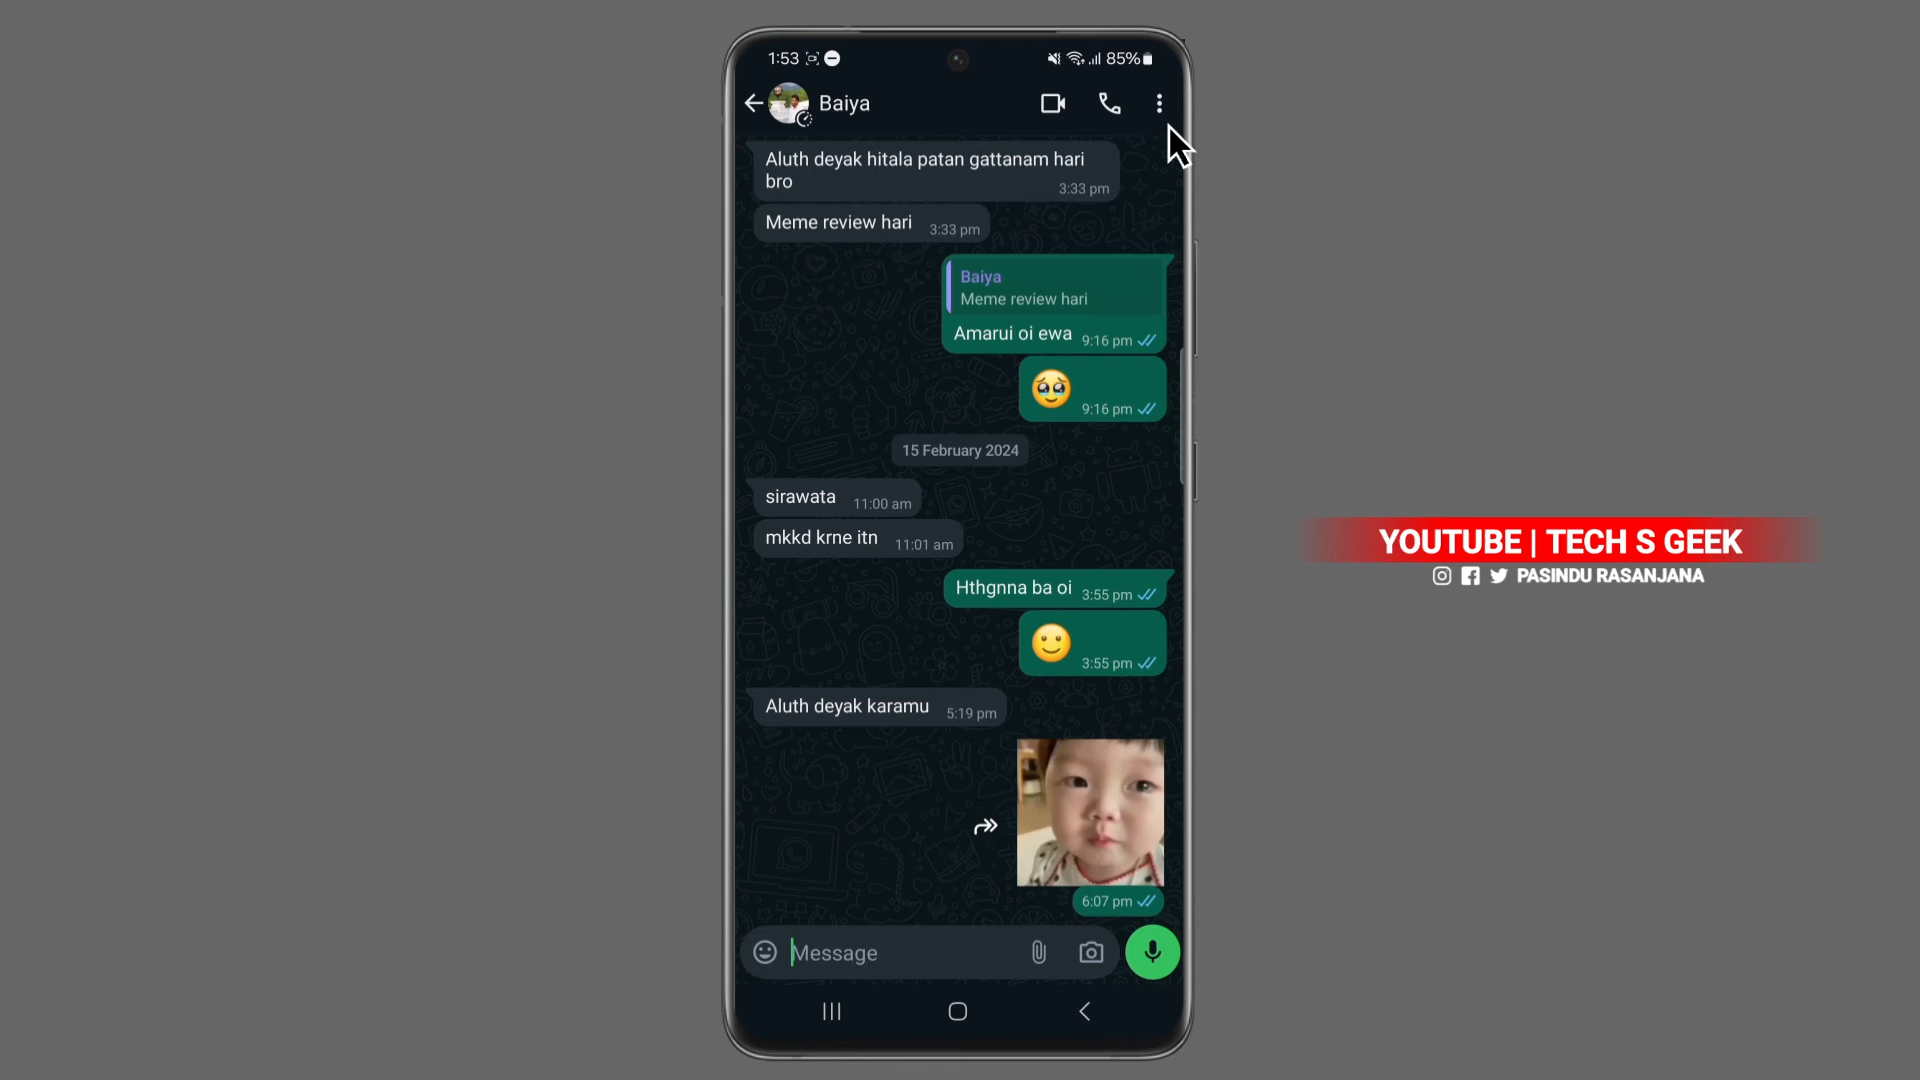 1:53 85%
Baiya
Aluth deyak hitala patan gattanam hari
bro
3:33 pm
Meme review hari 3:33 pm
Baiya
Meme review hari
Amarui oi ewa 9:16 pm
9:16 pm
15 February 2024
sirawata 11:00 am
mkkd krne itn 11:01 am
Hthgnna ba oi 3:55 pm
3:55 pm
Aluth deyak karamu 5:19 pm
6:07 pm
Message
YOUTUBE | TECH S GEEK
PASINDU RASANJANA